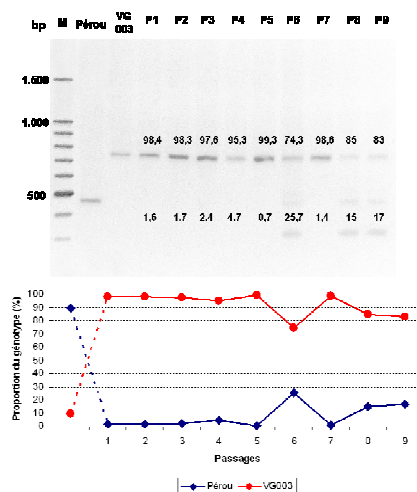 bp M Pérou VG 003 P1 P2 P3 P4 P5 P6 P7 P8 P9
1.500
1.000
98,4 98,3 97,6 95,3 99,3 74,3 98,6 85 83
500
1,6 1,7 2,4 4,7 0,7 25,7 1,4 15 17
Proportion du génotype (%)
100
90
80
70
60
50
40
30
20
10
0
1 2 3 4 5 6 7 8 9
Passages
Pérou VG003